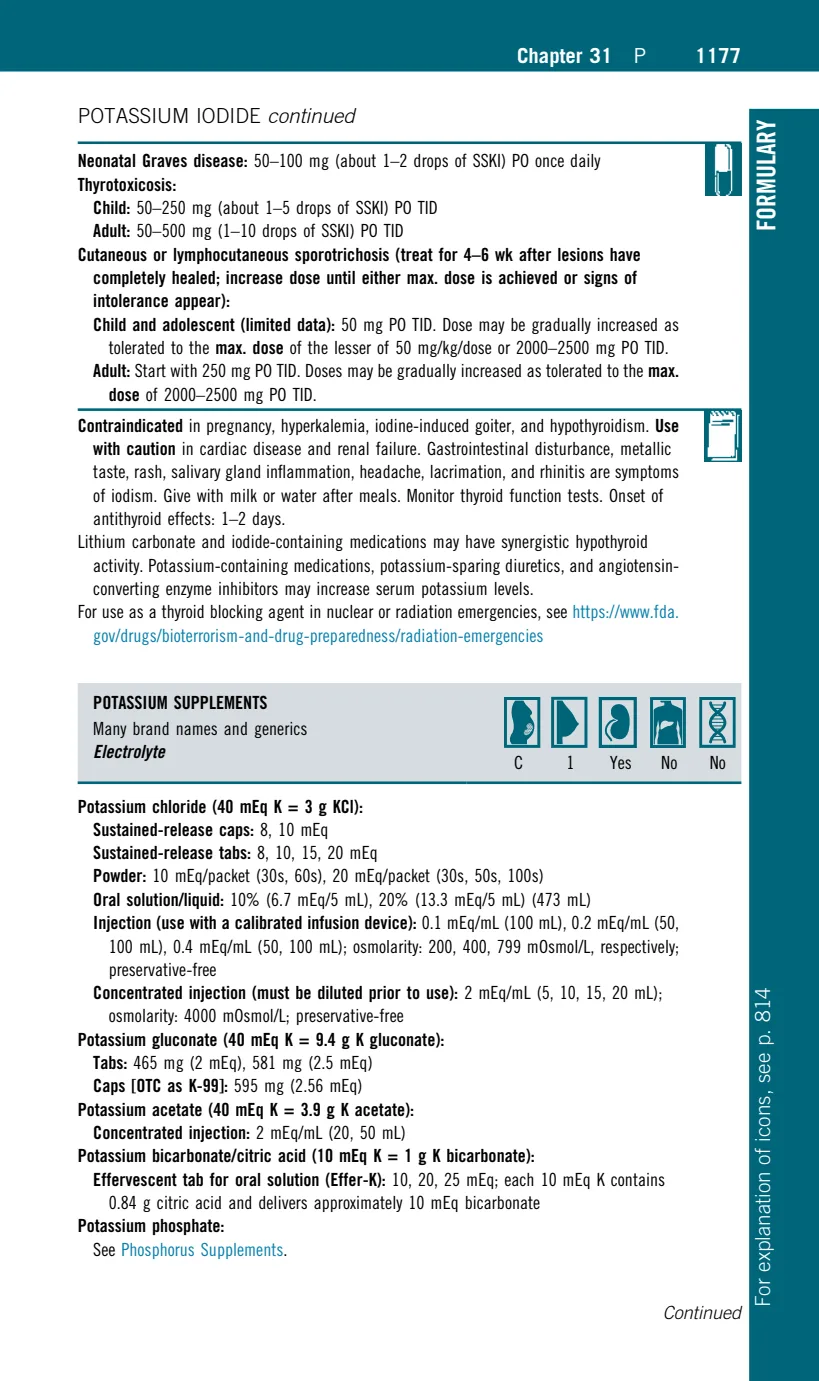 Chapter 31 P 1177
POTASSIUM IODIDE continued
Neonatal Graves disease: 50–100 mg (about 1–2 drops of SSKI) PO once daily
Thyrotoxicosis:
Child: 50–250 mg (about 1–5 drops of SSKI) PO TID
Adult: 50–500 mg (1–10 drops of SSKI) PO TID
Cutaneous or lymphocutaneous sporotrichosis (treat for 4–6 wk after lesions have
completely healed; increase dose until either max. dose is achieved or signs of
intolerance appear):
Child and adolescent (limited data): 50 mg PO TID. Dose may be gradually increased as
tolerated to the max. dose of the lesser of 50 mg/kg/dose or 2000–2500 mg PO TID.
Adult: Start with 250 mg PO TID. Doses may be gradually increased as tolerated to the max.
dose of 2000–2500 mg PO TID.
Contraindicated in pregnancy, hyperkalemia, iodine-induced goiter, and hypothyroidism. Use
with caution in cardiac disease and renal failure. Gastrointestinal disturbance, metallic
taste, rash, salivary gland inflammation, headache, lacrimation, and rhinitis are symptoms
of iodism. Give with milk or water after meals. Monitor thyroid function tests. Onset of
antithyroid effects: 1–2 days.
Lithium carbonate and iodide-containing medications may have synergistic hypothyroid
activity. Potassium-containing medications, potassium-sparing diuretics, and angiotensin-
converting enzyme inhibitors may increase serum potassium levels.
For use as a thyroid blocking agent in nuclear or radiation emergencies, see https://www.fda.
gov/drugs/bioterrorism-and-drug-preparedness/radiation-emergencies
POTASSIUM SUPPLEMENTS
Many brand names and generics
Electrolyte
C 1 Yes No No
Potassium chloride (40 mEq K = 3 g KCl):
Sustained-release caps: 8, 10 mEq
Sustained-release tabs: 8, 10, 15, 20 mEq
Powder: 10 mEq/packet (30s, 60s), 20 mEq/packet (30s, 50s, 100s)
Oral solution/liquid: 10% (6.7 mEq/5 mL), 20% (13.3 mEq/5 mL) (473 mL)
Injection (use with a calibrated infusion device): 0.1 mEq/mL (100 mL), 0.2 mEq/mL (50,
100 mL), 0.4 mEq/mL (50, 100 mL); osmolarity: 200, 400, 799 mOsmol/L, respectively;
preservative-free
Concentrated injection (must be diluted prior to use): 2 mEq/mL (5, 10, 15, 20 mL);
osmolarity: 4000 mOsmol/L; preservative-free
Potassium gluconate (40 mEq K = 9.4 g K gluconate):
Tabs: 465 mg (2 mEq), 581 mg (2.5 mEq)
Caps [OTC as K-99]: 595 mg (2.56 mEq)
Potassium acetate (40 mEq K = 3.9 g K acetate):
Concentrated injection: 2 mEq/mL (20, 50 mL)
Potassium bicarbonate/citric acid (10 mEq K = 1 g K bicarbonate):
Effervescent tab for oral solution (Effer-K): 10, 20, 25 mEq; each 10 mEq K contains
0.84 g citric acid and delivers approximately 10 mEq bicarbonate
Potassium phosphate:
See Phosphorus Supplements.
Continued
FORMULARY
For explanation of icons, see p. 814